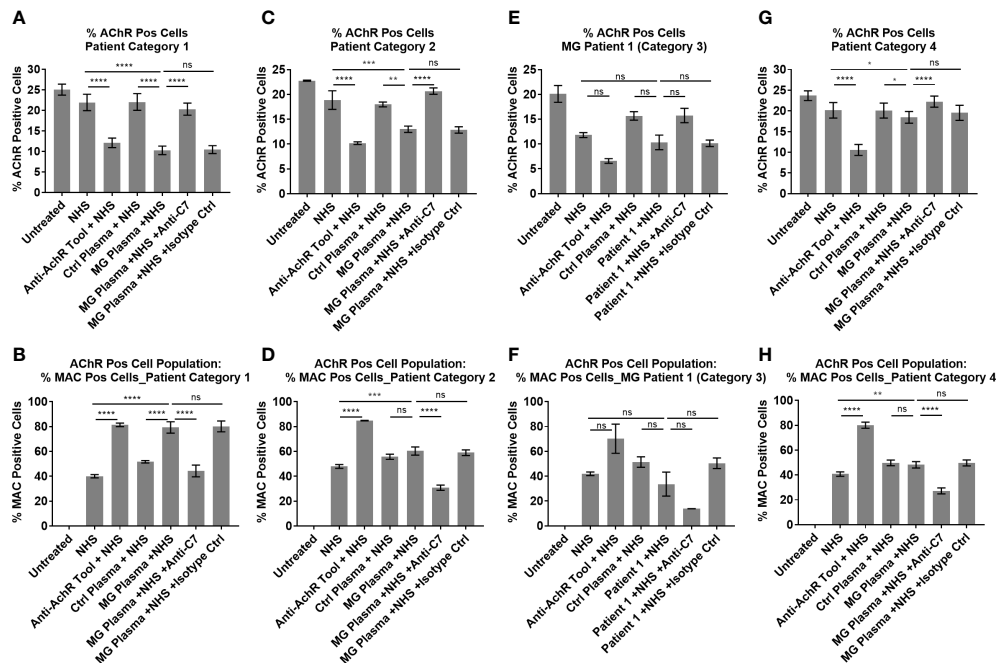 A
% AChR Pos Cells
Patient Category 1
% AChR Positive Cells
30
25
20
15
10
5
0
****
ns
****
****
****
Untreated
NHS
Anti-AChR Tool + NHS
Ctrl Plasma + NHS
MG Plasma +NHS
MG Plasma +NHS +Anti-C7
MG Plasma +NHS +Isotype Ctrl
C
% AChR Pos Cells
Patient Category 2
% AChR Positive Cells
25
20
15
10
5
0
***
ns
****
**
****
Untreated
NHS
Anti-AChR Tool + NHS
Ctrl Plasma + NHS
MG Plasma +NHS
MG Plasma +NHS +Anti-C7
MG Plasma +NHS +Isotype Ctrl
E
% AChR Pos Cells
MG Patient 1 (Category 3)
% AChR Positive Cells
25
20
15
10
5
0
ns
ns
ns
ns
ns
Untreated
NHS
Anti-AChR Tool + NHS
Ctrl Plasma + NHS
Patient 1 +NHS
Patient 1 +NHS +Anti-C7
Patient 1 +NHS +Isotype Ctrl
G
% AChR Pos Cells
Patient Category 4
% AChR Positive Cells
30
25
20
15
10
5
0
*
ns
****
*
****
Untreated
NHS
Anti-AChR Tool + NHS
Ctrl Plasma + NHS
MG Plasma +NHS
MG Plasma +NHS +Anti-C7
MG Plasma +NHS +Isotype Ctrl
B
AChR Pos Cell Population:
% MAC Pos Cells_Patient Category 1
% MAC Positive Cells
100
80
60
40
20
0
****
ns
****
****
****
Untreated
NHS
Anti-AChR Tool + NHS
Ctrl Plasma + NHS
MG Plasma +NHS
MG Plasma +NHS +Anti-C7
MG Plasma +NHS +Isotype Ctrl
D
AChR Pos Cell Population:
% MAC Pos Cells_Patient Category 2
% MAC Positive Cells
100
80
60
40
20
0
***
ns
****
ns
****
Untreated
NHS
Anti-AChR Tool + NHS
Ctrl Plasma + NHS
MG Plasma +NHS
MG Plasma +NHS +Anti-C7
MG Plasma +NHS +Isotype Ctrl
F
AChR Pos Cell Population:
% MAC Pos Cells_MG Patient 1 (Category 3)
% MAC Positive Cells
100
80
60
40
20
0
ns
ns
ns
ns
ns
Untreated
NHS
Anti-AChR Tool + NHS
Ctrl Plasma + NHS
Patient 1 +NHS
Patient 1 +NHS +Anti-C7
Patient 1 +NHS +Isotype Ctrl
H
AChR Pos Cell Population:
% MAC Pos Cells_Patient Category 4
% MAC Positive Cells
100
80
60
40
20
0
**
ns
****
ns
****
Untreated
NHS
Anti-AChR Tool + NHS
Ctrl Plasma + NHS
MG Plasma +NHS
MG Plasma +NHS +Anti-C7
MG Plasma +NHS +Isotype Ctrl